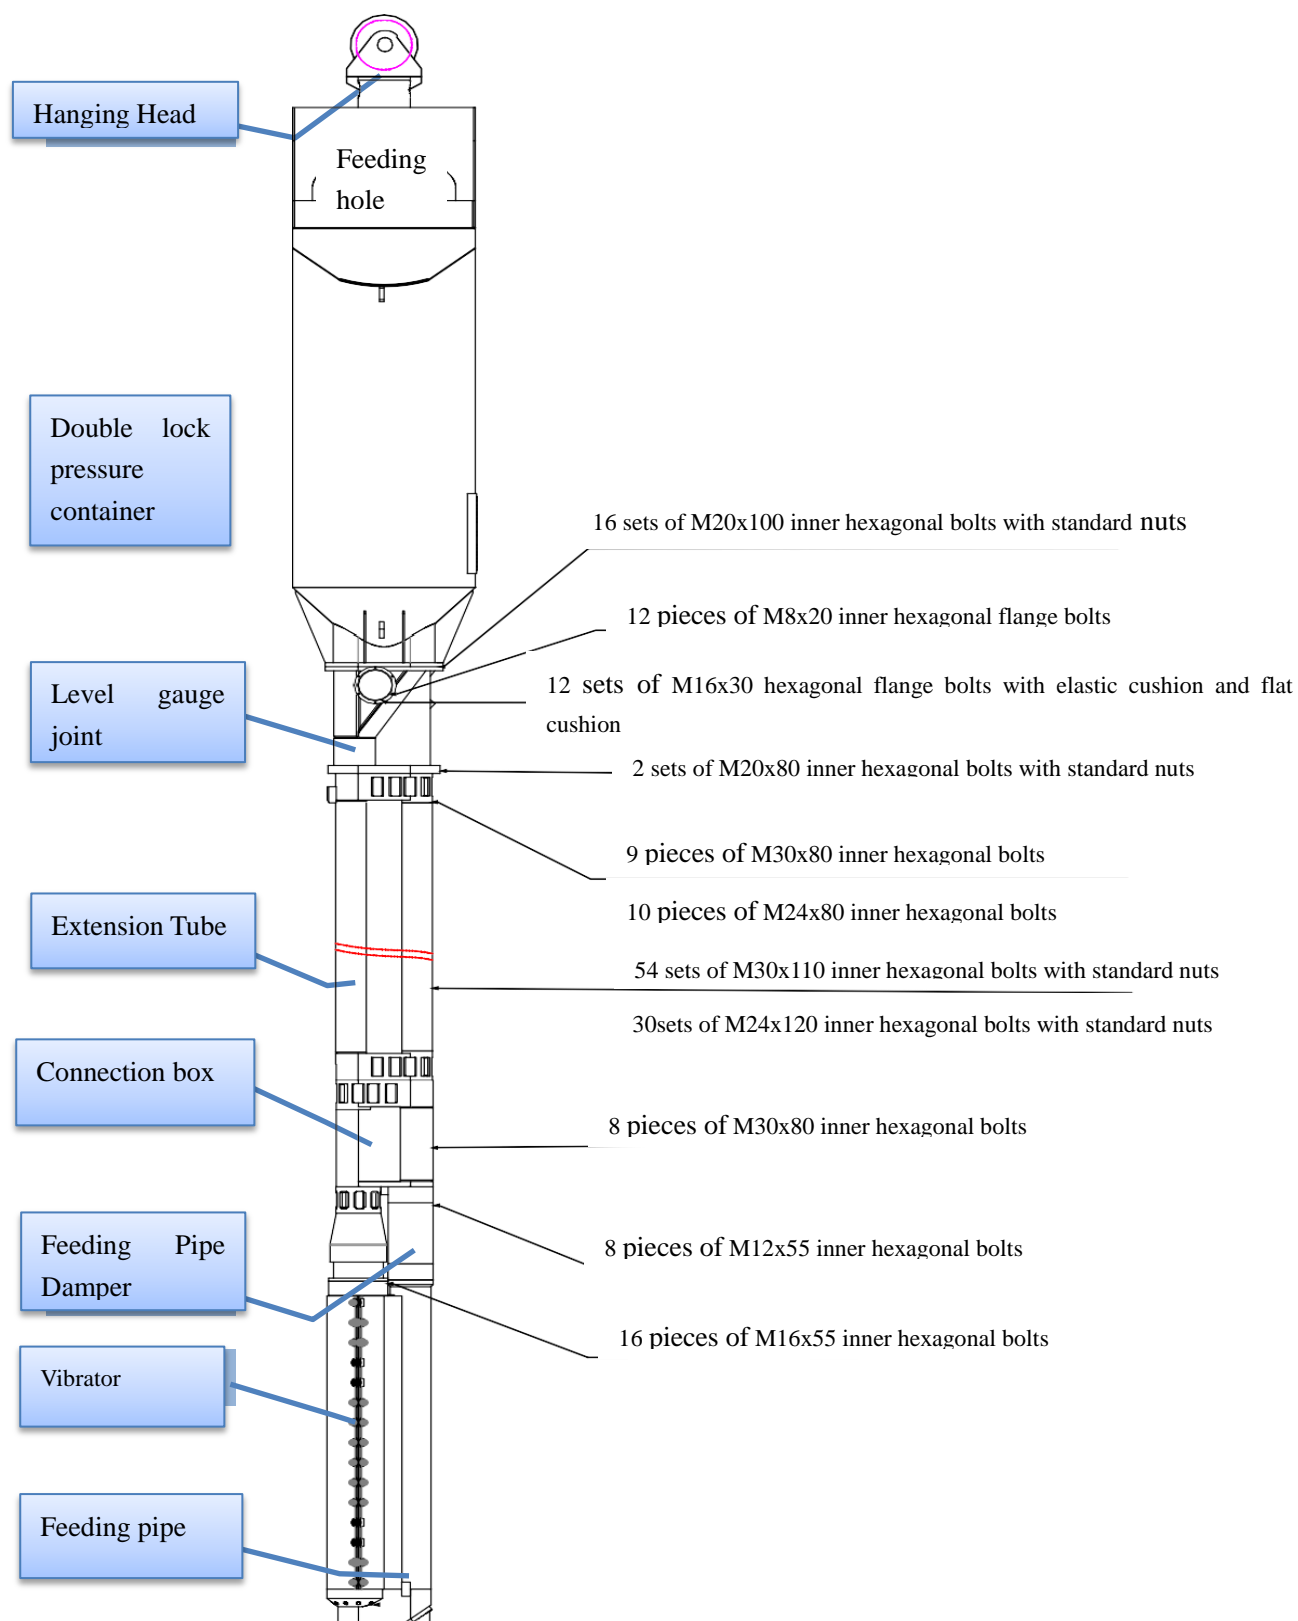 Hanging Head
Feeding
hole
Double lock
pressure
container
16 sets of M20x100 inner hexagonal bolts with standard nuts
12 pieces of M8x20 inner hexagonal flange bolts
Level gauge
joint
12 sets of M16x30 hexagonal flange bolts with elastic cushion and flat
cushion
2 sets of M20x80 inner hexagonal bolts with standard nuts
9 pieces of M30x80 inner hexagonal bolts
10 pieces of M24x80 inner hexagonal bolts
Extension Tube
54 sets of M30x110 inner hexagonal bolts with standard nuts
30sets of M24x120 inner hexagonal bolts with standard nuts
Connection box
8 pieces of M30x80 inner hexagonal bolts
Feeding Pipe
Damper
8 pieces of M12x55 inner hexagonal bolts
16 pieces of M16x55 inner hexagonal bolts
Vibrator
Feeding pipe